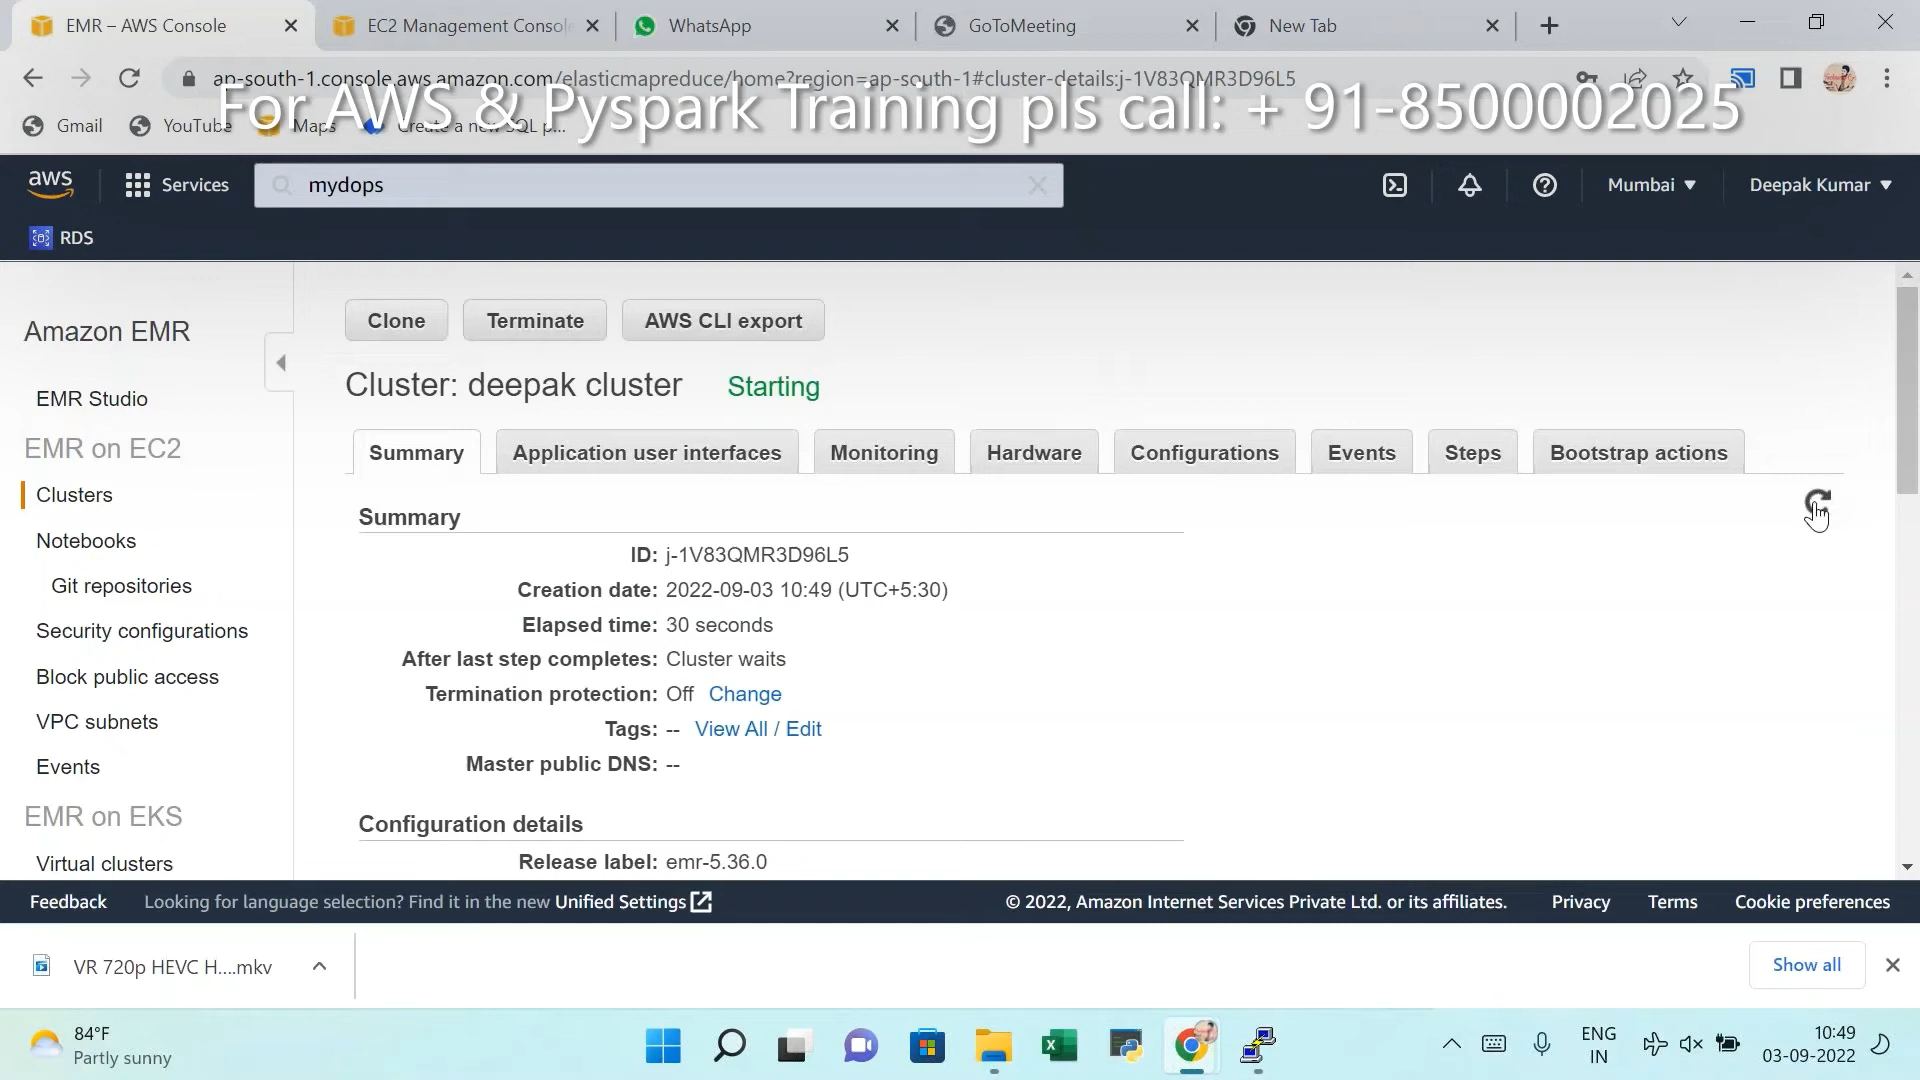 EMR – AWS Console
EC2 Management Consol
WhatsApp
GoToMeeting
New Tab
ap-south-1.console.aws.amazon.com/elasticmapreduce/home?region=ap-south-1#cluster-details:j-1V83QMR3D96L5
For AWS & Pyspark Training pls call: + 91-8500002025
Gmail
YouTube
Maps
Create a new SQL p...
aws
Services
mydops
Mumbai
Deepak Kumar
RDS
Amazon EMR
EMR Studio
EMR on EC2
Clusters
Notebooks
Git repositories
Security configurations
Block public access
VPC subnets
Events
EMR on EKS
Virtual clusters
Clone
Terminate
AWS CLI export
Cluster: deepak cluster Starting
Summary
Application user interfaces
Monitoring
Hardware
Configurations
Events
Steps
Bootstrap actions
Summary
ID: j-1V83QMR3D96L5
Creation date: 2022-09-03 10:49 (UTC+5:30)
Elapsed time: 30 seconds
After last step completes: Cluster waits
Termination protection: Off Change
Tags: -- View All / Edit
Master public DNS: --
Configuration details
Release label: emr-5.36.0
Feedback
Looking for language selection? Find it in the new Unified Settings
© 2022, Amazon Internet Services Private Ltd. or its affiliates.
Privacy
Terms
Cookie preferences
VR 720p HEVC H....mkv
Show all
84°F
Partly sunny
ENG
IN
10:49
03-09-2022